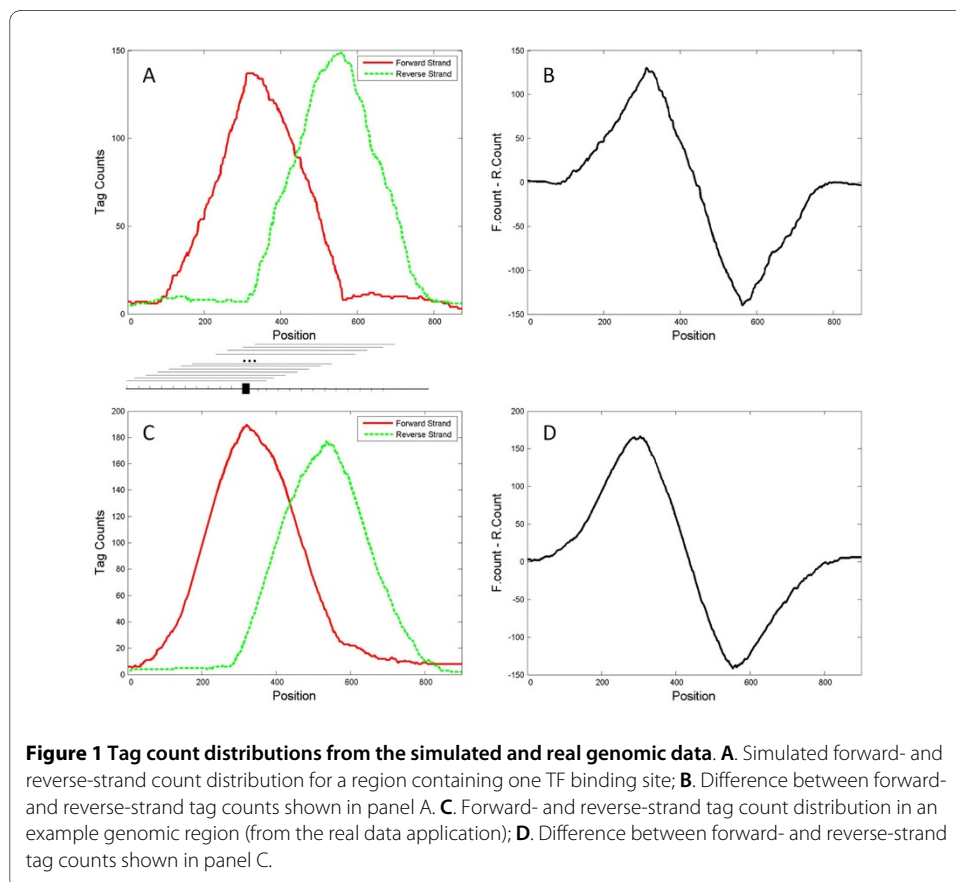 A
Forward Strand
Reverse Strand
150
100
50
0
Tag Counts
0 200 400 600 800
Position
B
150
100
50
0
-50
-100
-150
F.count - R.Count
0 200 400 600 800
Position
...
C
Forward Strand
Reverse Strand
200
180
160
140
120
100
80
60
40
20
0
Tag Counts
0 200 400 600 800
Position
D
200
150
100
50
0
-50
-100
-150
F.count - R.Count
0 200 400 600 800
Position
Figure 1 Tag count distributions from the simulated and real genomic data. A. Simulated forward- and
reverse-strand count distribution for a region containing one TF binding site; B. Difference between forward-
and reverse-strand tag counts shown in panel A. C. Forward- and reverse-strand tag count distribution in an
example genomic region (from the real data application); D. Difference between forward- and reverse-strand
tag counts shown in panel C.